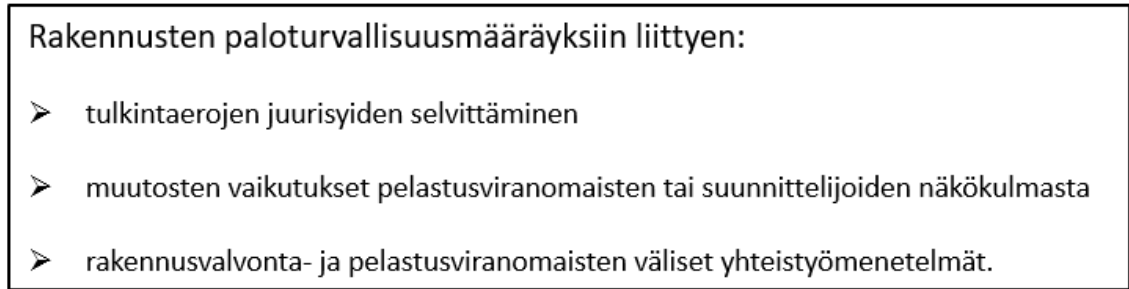 Rakennusten paloturvallisuusmääräyksiin liittyen:
➢ tulkintaerojen juurisyiden selvittäminen
➢ muutosten vaikutukset pelastusviranomaisten tai suunnittelijoiden näkökulmasta
➢ rakennusvalvonta- ja pelastusviranomaisten väliset yhteistyömenetelmät.